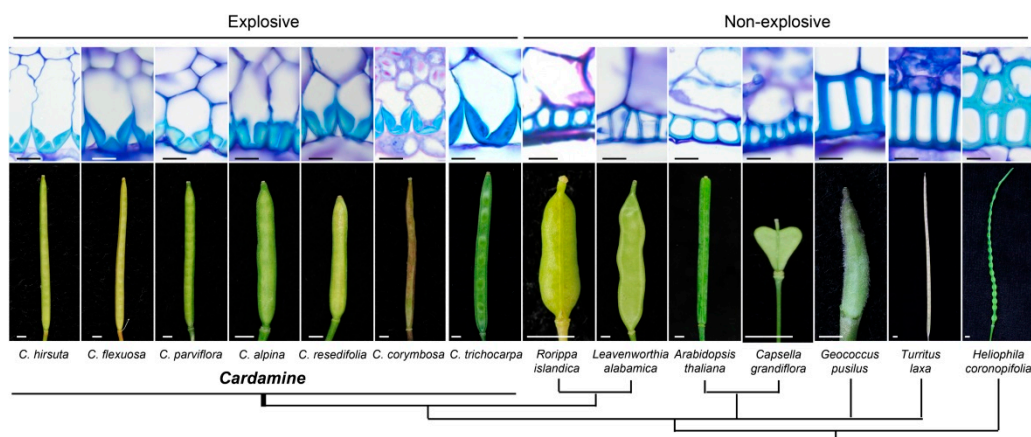 Explosive
Non-explosive
C. hirsuta
C. flexuosa
C. parviflora
C. alpina
C. resedifolia
C. corymbosa
C. trichocarpa
Rorippa
islandica
Leavenworthia
alabamica
Arabidopsis
thaliana
Capsella
grandiflora
Geococcus
pusilus
Turritus
laxa
Heliophila
coronopifolia
Cardamine